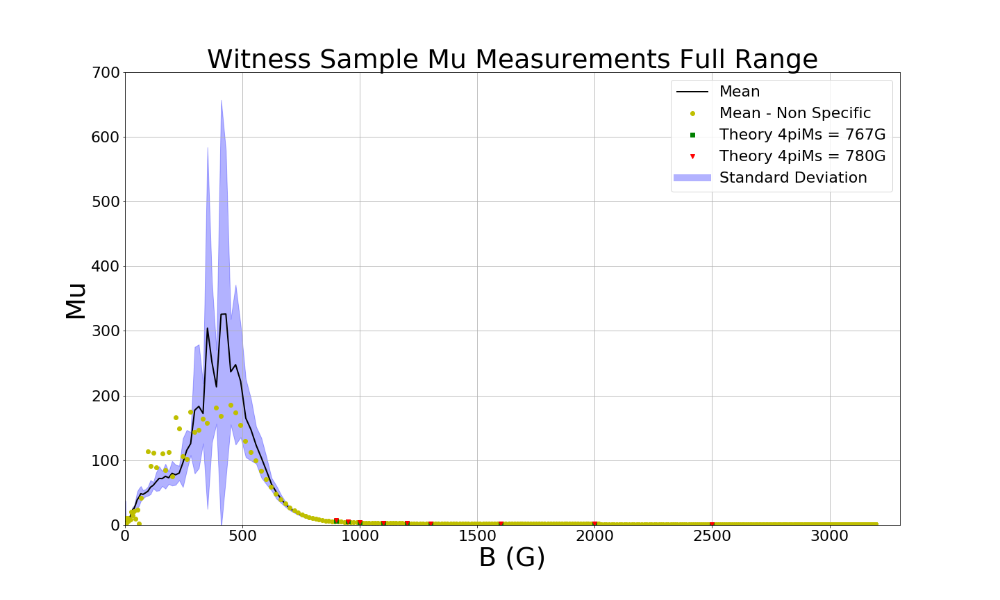 Witness Sample Mu Measurements Full Range
700
600
500
400
300
200
100
0
Mu
Mean
Mean - Non Specific
Theory 4piMs = 767G
Theory 4piMs = 780G
Standard Deviation
0 500 1000 1500 2000 2500 3000
B (G)